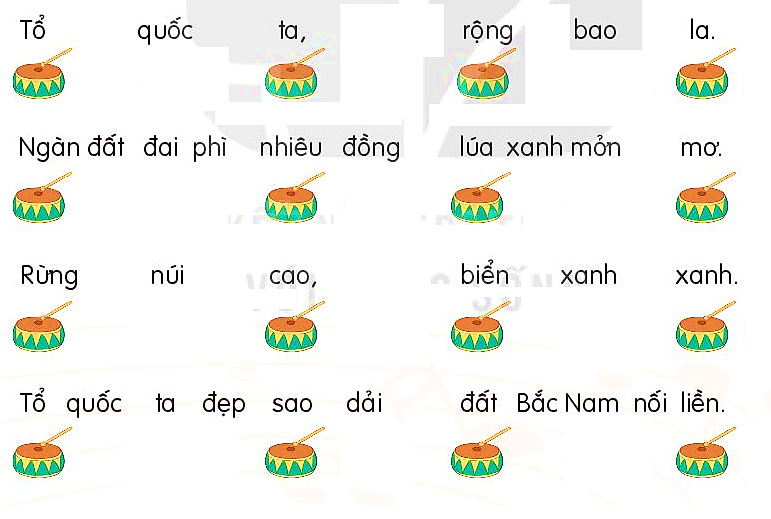 Tổ quốc ta, rộng bao la.
Ngàn đất đai phì nhiêu đồng lúa xanh mỏn mơ.
Rừng núi cao, biển xanh xanh.
Tổ quốc ta đẹp sao dải đất Bắc Nam nối liền.